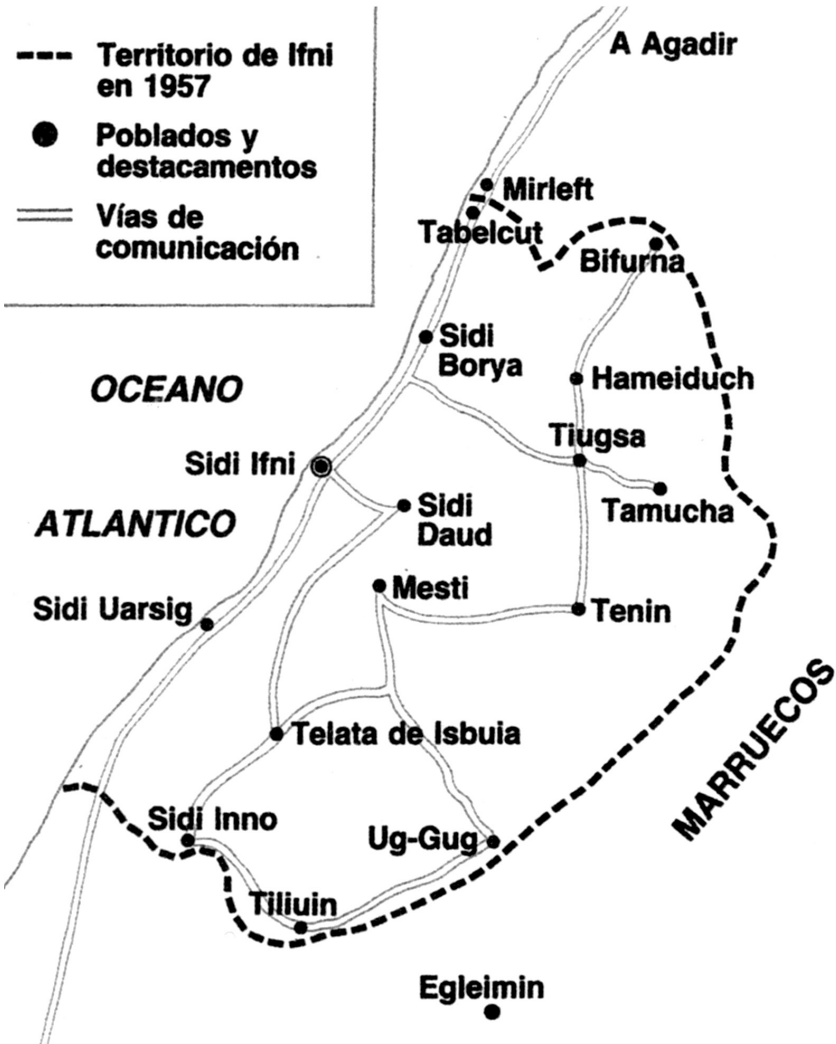 Territorio de Ifni
en 1957
Poblados y
destacamentos
Vías de
comunicación
A Agadir
Mirleft
Tabelcut
Bifurna
Sidi
Borya
Hameiduch
OCEANO
Tiugsa
Sidi Ifni
Sidi
Daud
Tamucha
ATLANTICO
Mesti
Sidi Uarsig
Tenin
Telata de Isbuia
MARRUECOS
Sidi Inno
Ug-Gug
Tiliuin
Egleimin